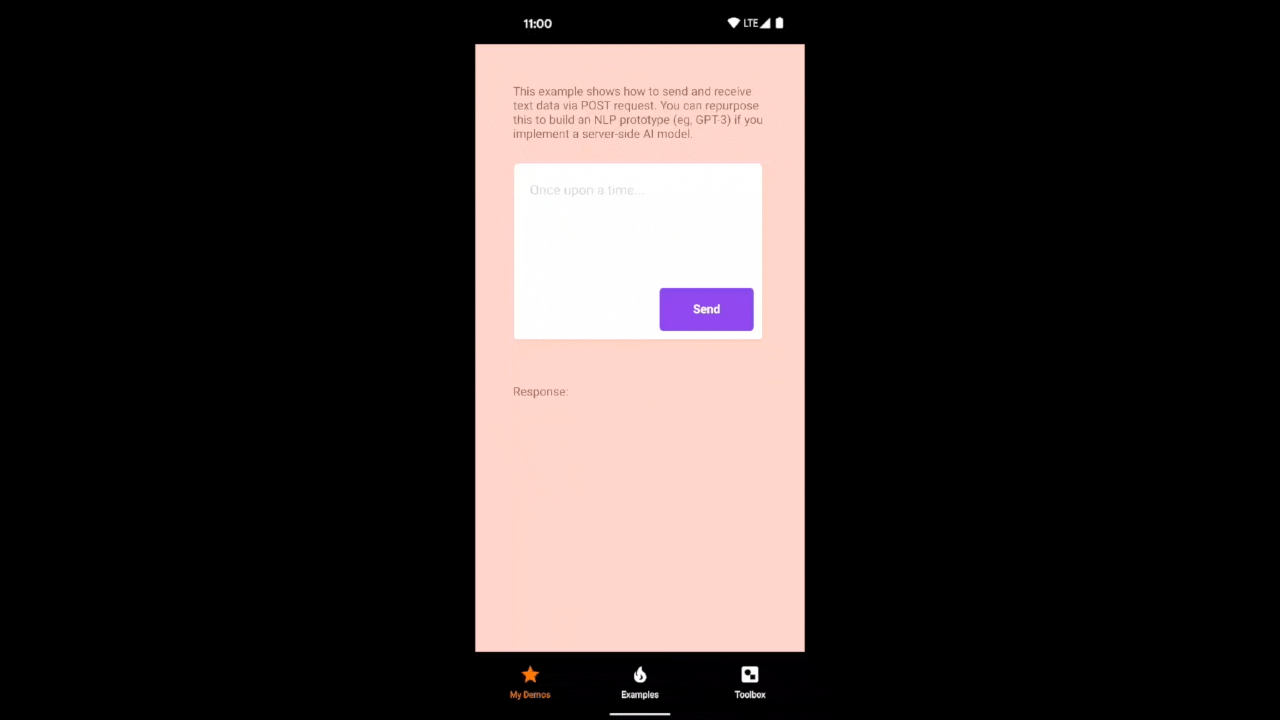 11:00 LTE
This example shows how to send and receive
text data via POST request. You can repurpose
this to build an NLP prototype (eg, GPT-3) if you
implement a server-side AI model.
Once upon a time...
Send
Response:
My Demos Examples Toolbox